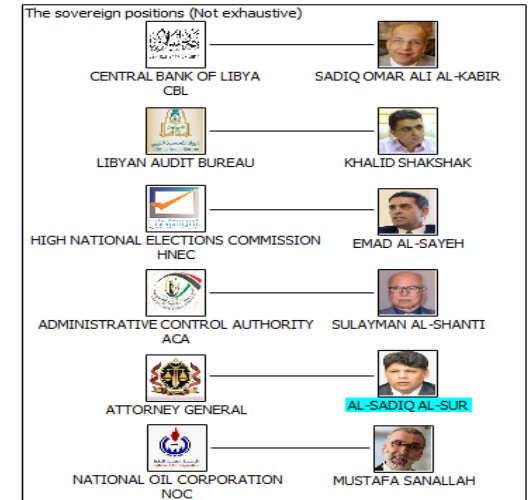 The sovereign positions (Not exhaustive)
CENTRAL BANK OF LIBYA
CBL
SADIQ OMAR ALI AL-KABIR
LIBYAN AUDIT BUREAU
KHALID SHAKSHAK
HIGH NATIONAL ELECTIONS COMMISSION
HNEC
EMAD AL-SAYEH
ADMINISTRATIVE CONTROL AUTHORITY
ACA
SULAYMAN AL-SHANTI
ATTORNEY GENERAL
AL-SADIQ AL-SUR
NATIONAL OIL CORPORATION
NOC
MUSTAFA SANALLAH